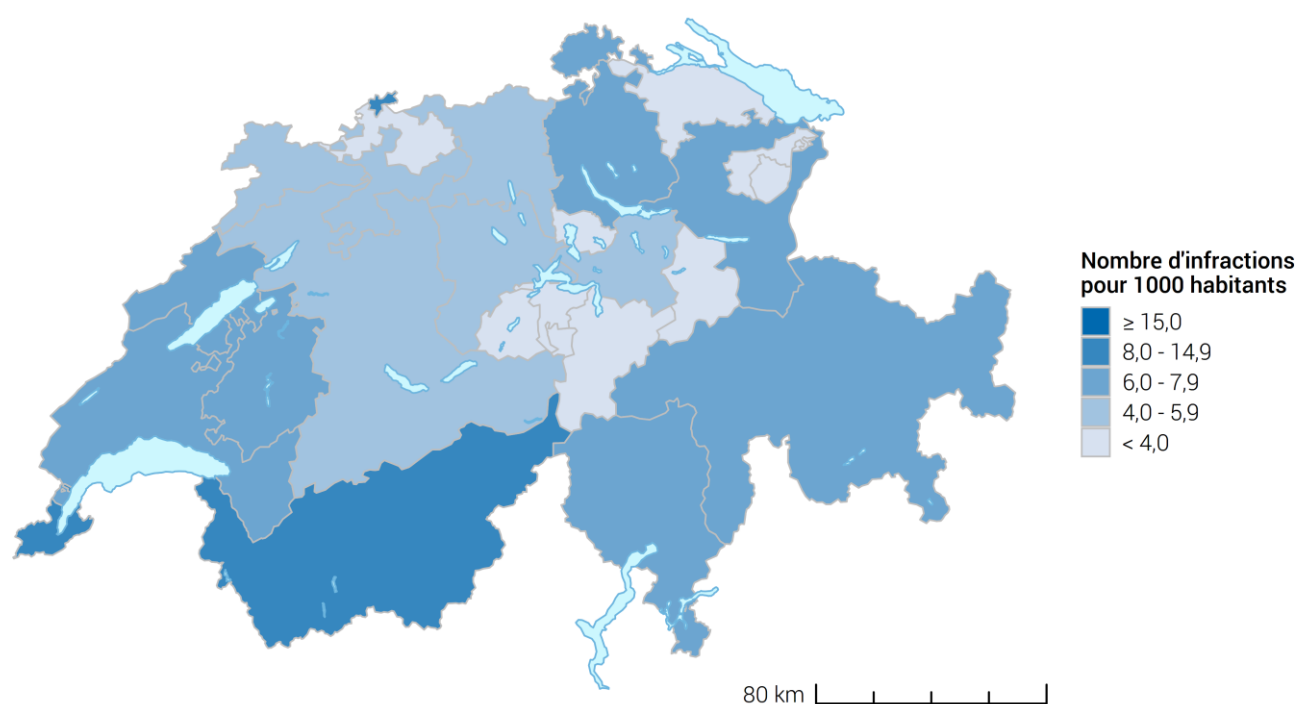 Nombre d'infractions
pour 1000 habitants
≥ 15,0
8,0 - 14,9
6,0 - 7,9
4,0 - 5,9
< 4,0
80 km